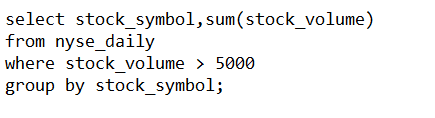 select stock_symbol,sum(stock_volume)
from nyse_daily
where stock_volume > 5000
group by stock_symbol;